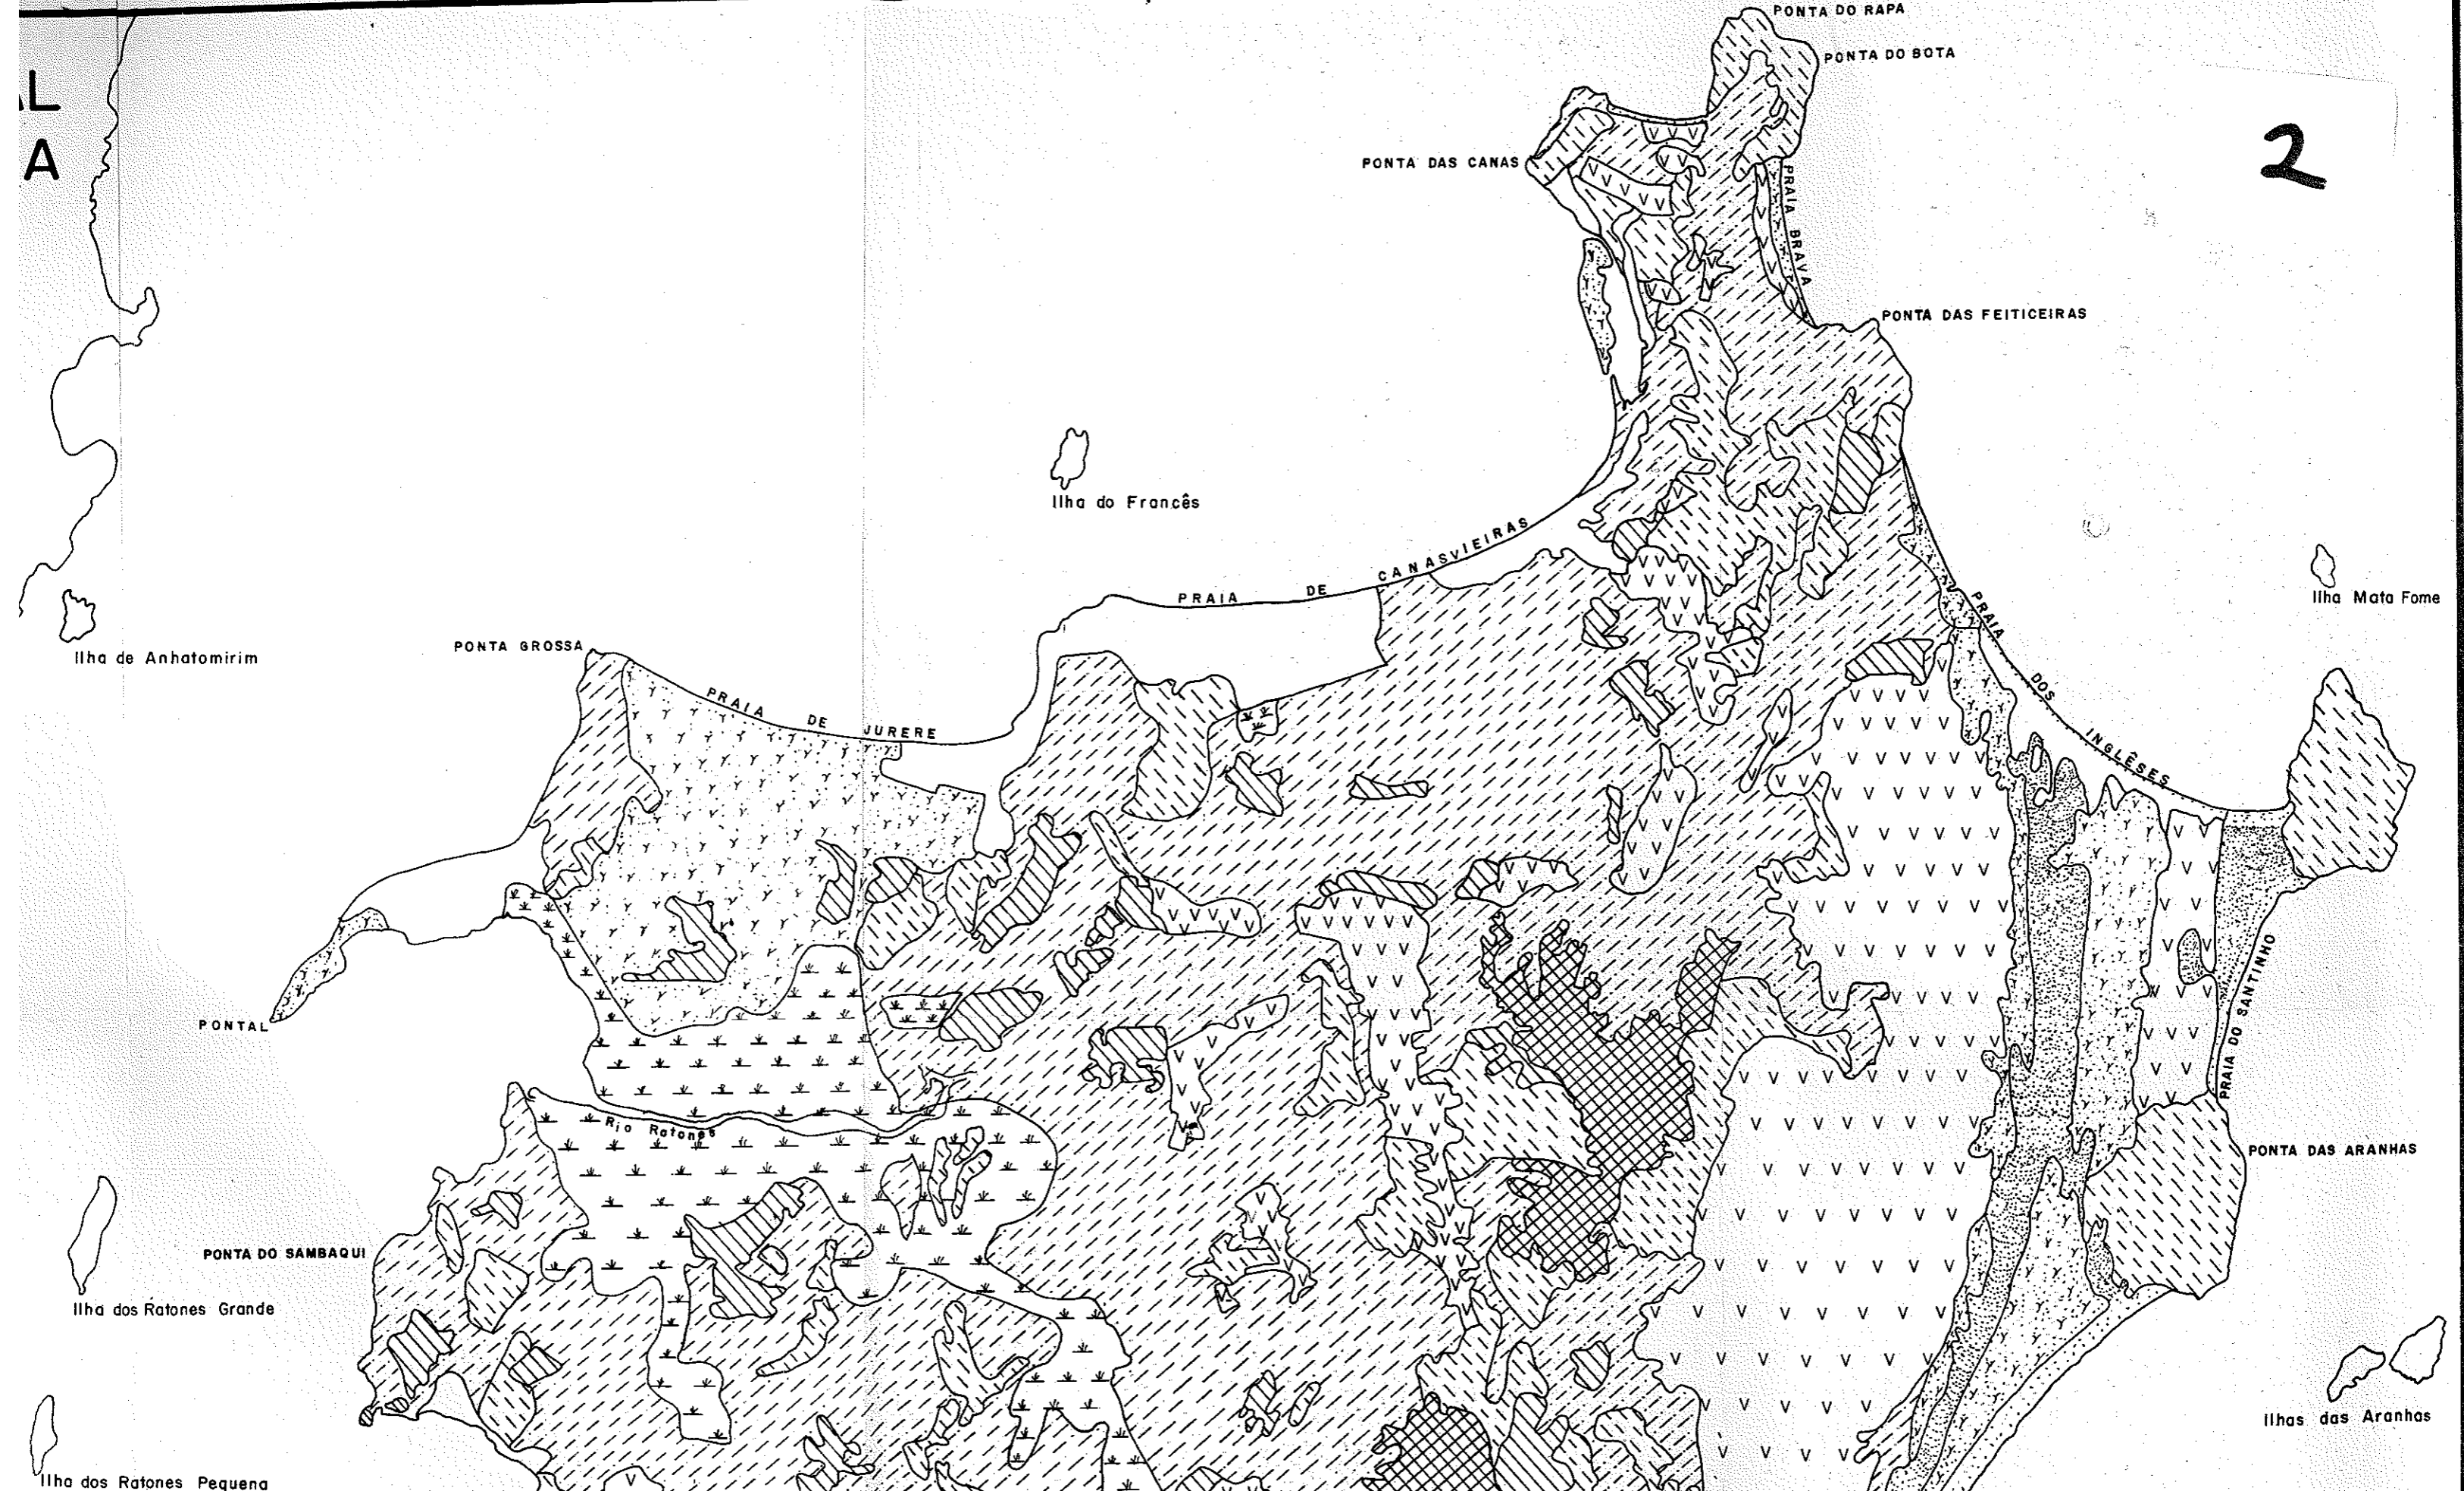 PONTA DO RAPA
PONTA DO BOTA
L
A
2
PONTA DAS CANAS
PRAIA BRAVA
PONTA DAS FEITICEIRAS
Ilha do Francês
PRAIA DE CANASVIEIRAS
Ilha Mata Fome
PRAIA DOS INGLÊSES
Ilha de Anhatomirim
PONTA GROSSA
PRAIA DE JURERE
PONTAL
PRAIA DO SANTINHO
Rio Ratones
PONTA DAS ARANHAS
PONTA DO SAMBAQUI
Ilha dos Ratones Grande
Ilhas das Aranhas
Ilha dos Ratones Pequena